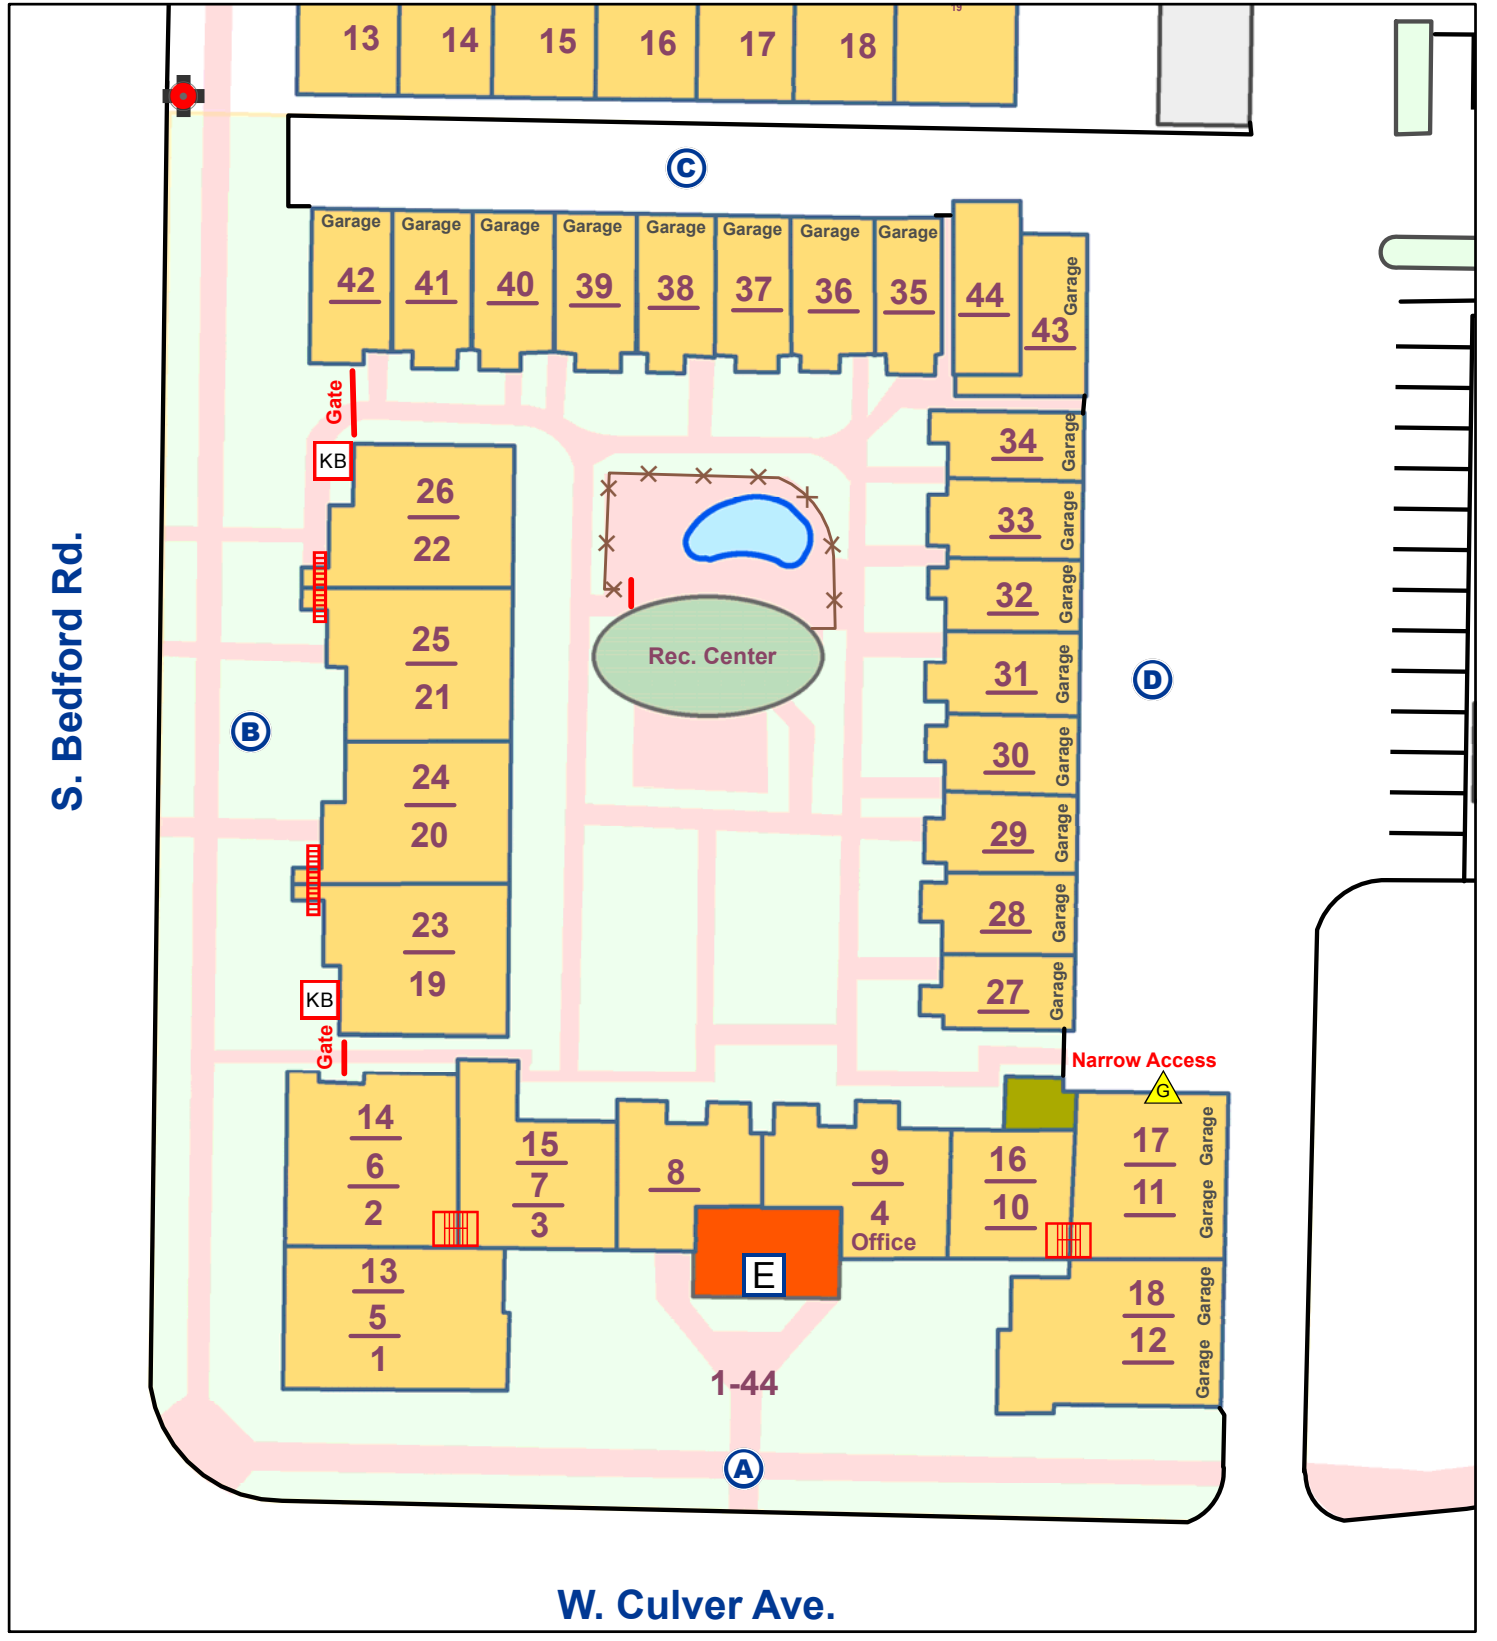 19
13 14 15 16 17 18
C
Garage Garage Garage Garage Garage Garage Garage Garage
42 41 40 39 38 37 36 35 44
Garage
43
Gate
KB
34 Garage
26
22
33 Garage
32 Garage
25
21
Rec. Center
31 Garage
D
S. Bedford Rd.
B
30 Garage
24
20
29 Garage
23
19
28 Garage
27 Garage
KB
Gate
Narrow Access
G
14
6
2
15
7
3
8
9
4
Office
16
10
17 Garage
11 Garage
E
13
5
1
18 Garage
12 Garage
1-44
A
W. Culver Ave.